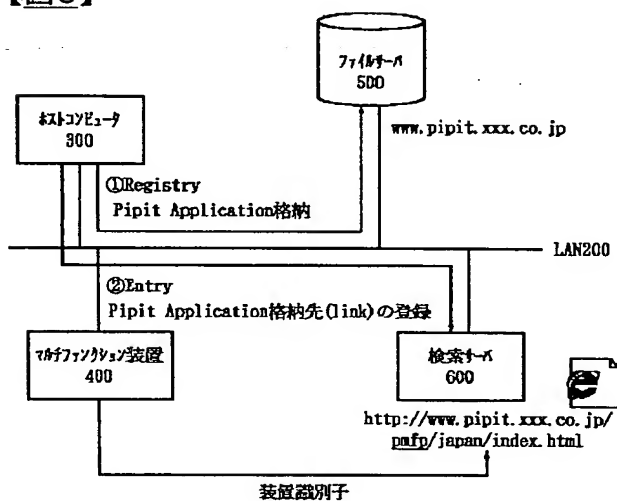 ファイルサーバ
500
ホストコンピュータ
300
www.pipit.xxx.co.jp
①Registry
Pipit Application格納
LAN200
②Entry
Pipit Application格納先(link)の登録
マルチファンクション装置
400
検索サーバ
600
http://www.pipit.xxx.co.jp/
pmfp/japan/index.html
装置識別子